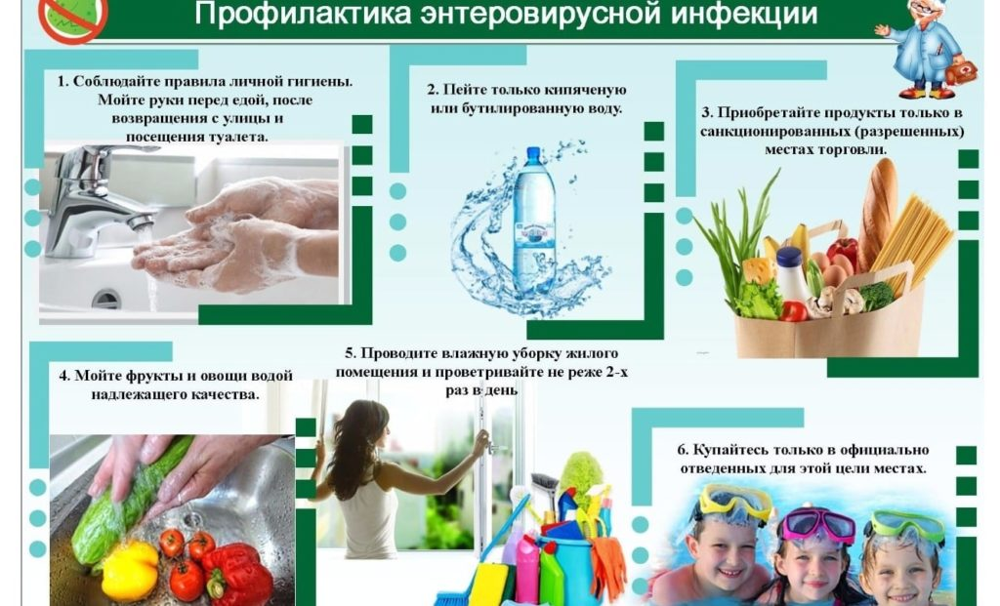 Профилактика энтеровирусной инфекции
1. Соблюдайте правила личной гигиены.
Мойте руки перед едой, после
возвращения с улицы и
посещения туалета.
2. Пейте только кипяченую
или бутилированную воду.
3. Приобретайте продукты только в
санкционированных (разрешенных)
местах торговли.
4. Мойте фрукты и овощи водой
надлежащего качества.
5. Проводите влажную уборку жилого
помещения и проветривайте не реже 2-х
раз в день
6. Купайтесь только в официально
отведенных для этой цели местах.